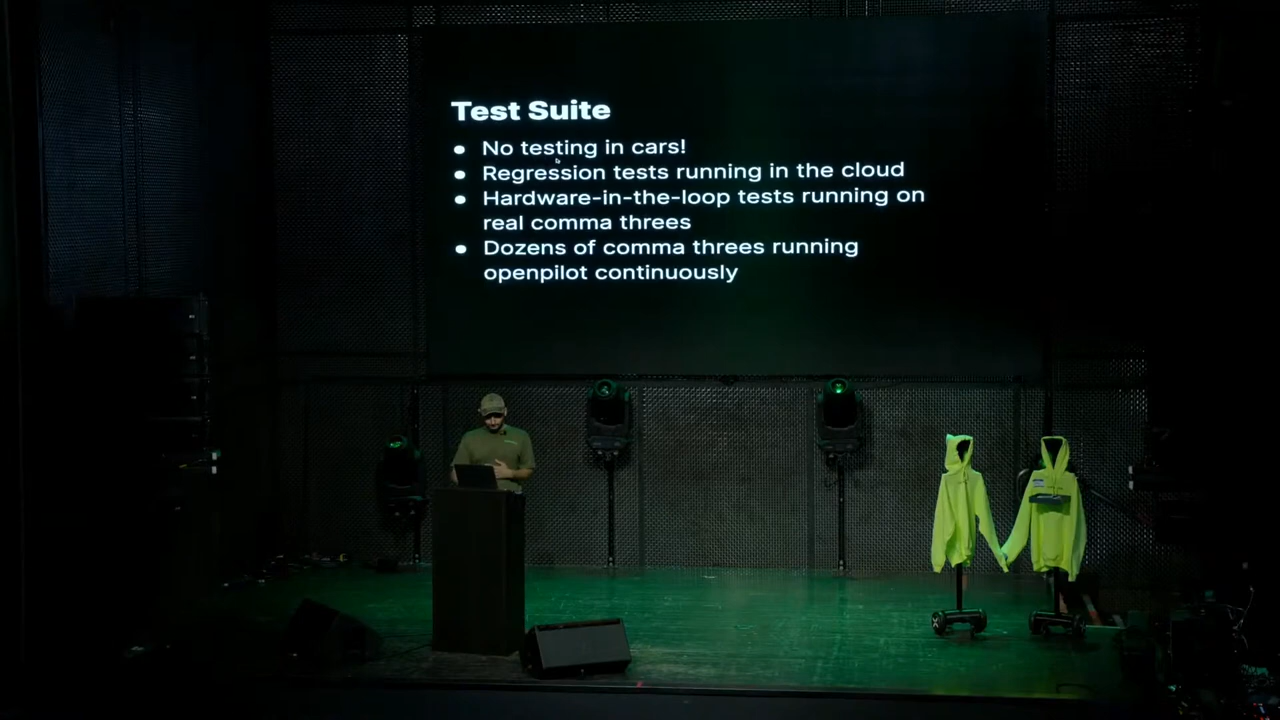 Test Suite
● No testing in cars!
● Regression tests running in the cloud
● Hardware-in-the-loop tests running on
real comma threes
● Dozens of comma threes running
openpilot continuously